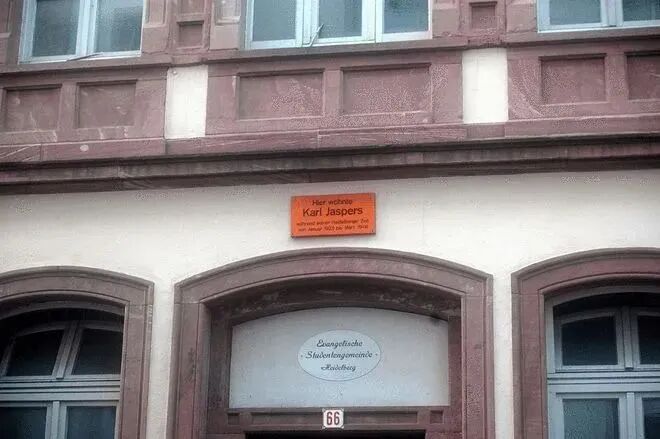 Hier wohnte
Karl Jaspers
während seiner Heidelberger Zeit
von Januar 1923 bis März 1948
Evangelische
- Studentengemeinde -
Heidelberg
66